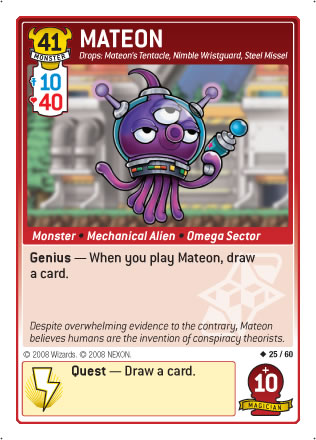 41
MONSTER
MATEON
Drops: Mateon's Tentacle, Nimble Wristguard, Steel Missel
10
40
Monster • Mechanical Alien • Omega Sector
Genius — When you play Mateon, draw
a card.
Despite overwhelming evidence to the contrary, Mateon
believes humans are the invention of conspiracy theorists.
© 2008 Wizards. © 2008 NEXON.
◆ 25 / 60
Quest — Draw a card.
+
10
MAGICIAN